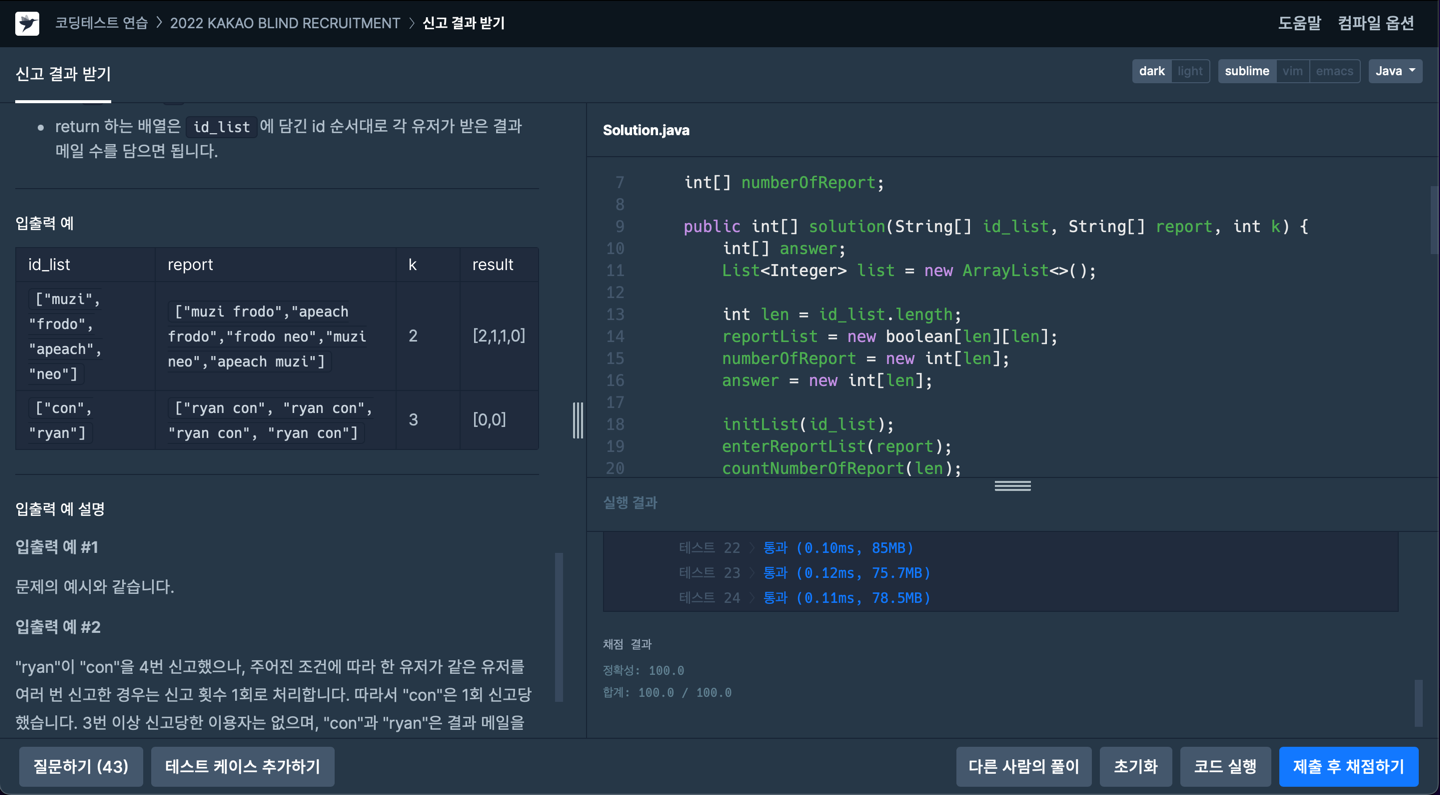 코딩테스트 연습 > 2022 KAKAO BLIND RECRUITMENT > 신고 결과 받기
도움말 컴파일 옵션
신고 결과 받기
dark light sublime vim emacs Java
• return 하는 배열은 id_list 에 담긴 id 순서대로 각 유저가 받은 결과
메일 수를 담으면 됩니다.
입출력 예
id_list report k result
["muzi", "frodo", "apeach", "neo"] ["muzi frodo","apeach frodo","frodo neo","muzi neo","apeach muzi"] 2 [2,1,1,0]
["con", "ryan"] ["ryan con", "ryan con", "ryan con", "ryan con"] 3 [0,0]
입출력 예 설명
입출력 예 #1
문제의 예시와 같습니다.
입출력 예 #2
"ryan"이 "con"을 4번 신고했으나, 주어진 조건에 따라 한 유저가 같은 유저를
여러 번 신고한 경우는 신고 횟수 1회로 처리합니다. 따라서 "con"은 1회 신고당
했습니다. 3번 이상 신고당한 이용자는 없으며, "con"과 "ryan"은 결과 메일을
Solution.java
7 int[] numberOfReport;
8
9 public int[] solution(String[] id_list, String[] report, int k) {
10 int[] answer;
11 List<Integer> list = new ArrayList<>();
12
13 int len = id_list.length;
14 reportList = new boolean[len][len];
15 numberOfReport = new int[len];
16 answer = new int[len];
17
18 initList(id_list);
19 enterReportList(report);
20 countNumberOfReport(len);
실행 결과
테스트 22 > 통과 (0.10ms, 85MB)
테스트 23 > 통과 (0.12ms, 75.7MB)
테스트 24 > 통과 (0.11ms, 78.5MB)
채점 결과
정확성: 100.0
합계: 100.0 / 100.0
질문하기 (43) 테스트 케이스 추가하기 다른 사람의 풀이 초기화 코드 실행 제출 후 채점하기